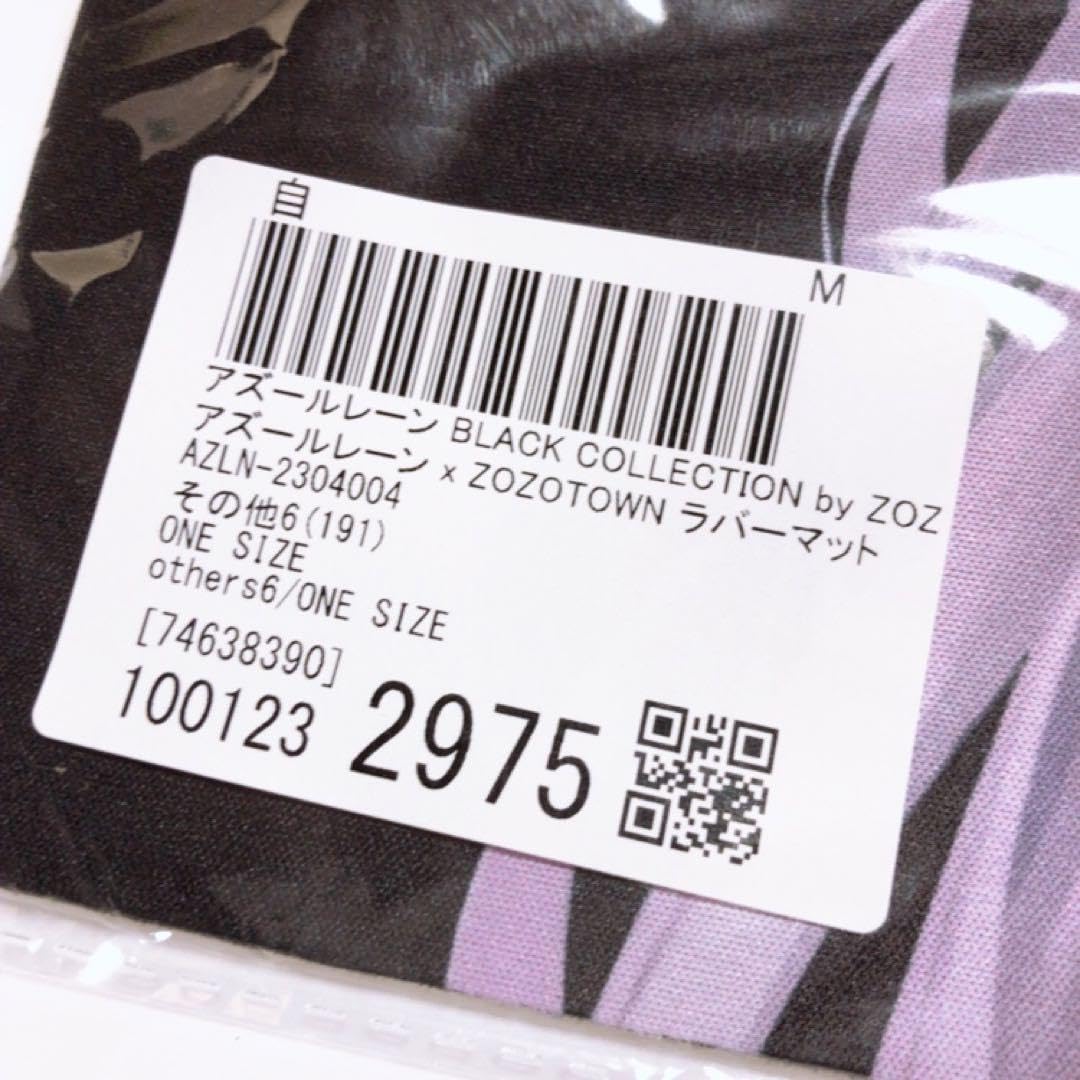 自
M
アズールレーン BLACK COLLECTION by ZOZ
アズールレーン × ZOZOTOWN ラバーマット
AZLN-2304004
その他6(191)
ONE SIZE
others6/ONE SIZE
[74638390]
100123 2975